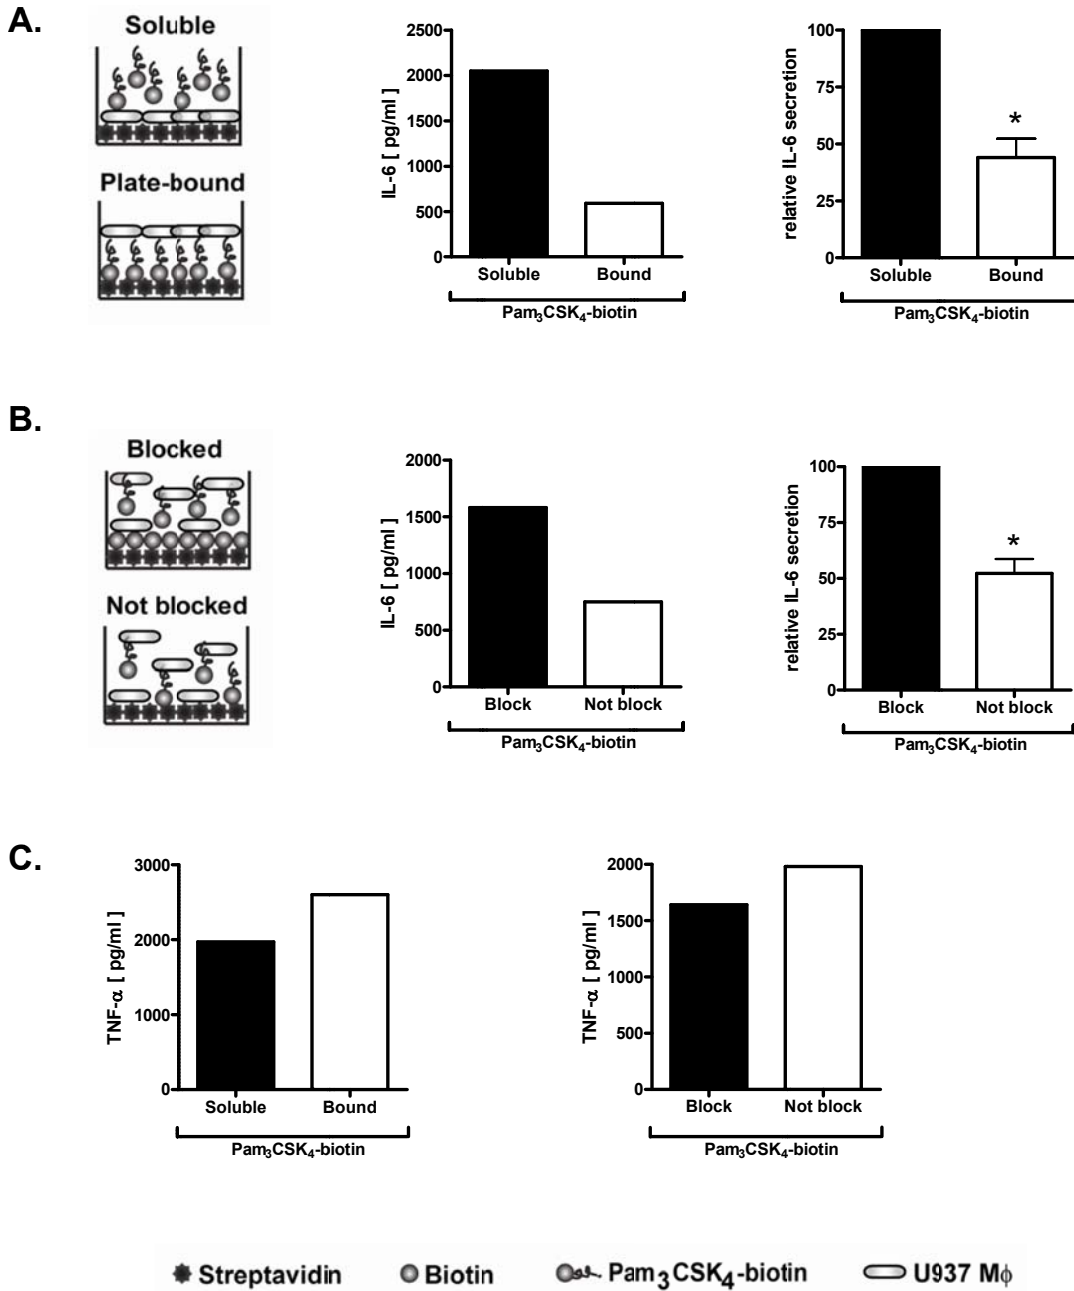 A.
Soluble
Plate-bound
IL-6 [ pg/ml ]
2500
2000
1500
1000
500
0
Soluble Bound
Pam3CSK4-biotin
relative IL-6 secretion
100
75
50
25
0
*
Soluble Bound
Pam3CSK4-biotin
B.
Blocked
Not blocked
IL-6 [ pg/ml ]
2000
1500
1000
500
0
Block Not block
Pam3CSK4-biotin
relative IL-6 secretion
100
75
50
25
0
*
Block Not block
Pam3CSK4-biotin
C.
TNF-α [ pg/ml ]
3000
2000
1000
0
Soluble Bound
Pam3CSK4-biotin
TNF-α [ pg/ml ]
2000
1500
1000
500
0
Block Not block
Pam3CSK4-biotin
Streptavidin Biotin Pam3CSK4-biotin U937 Mϕ